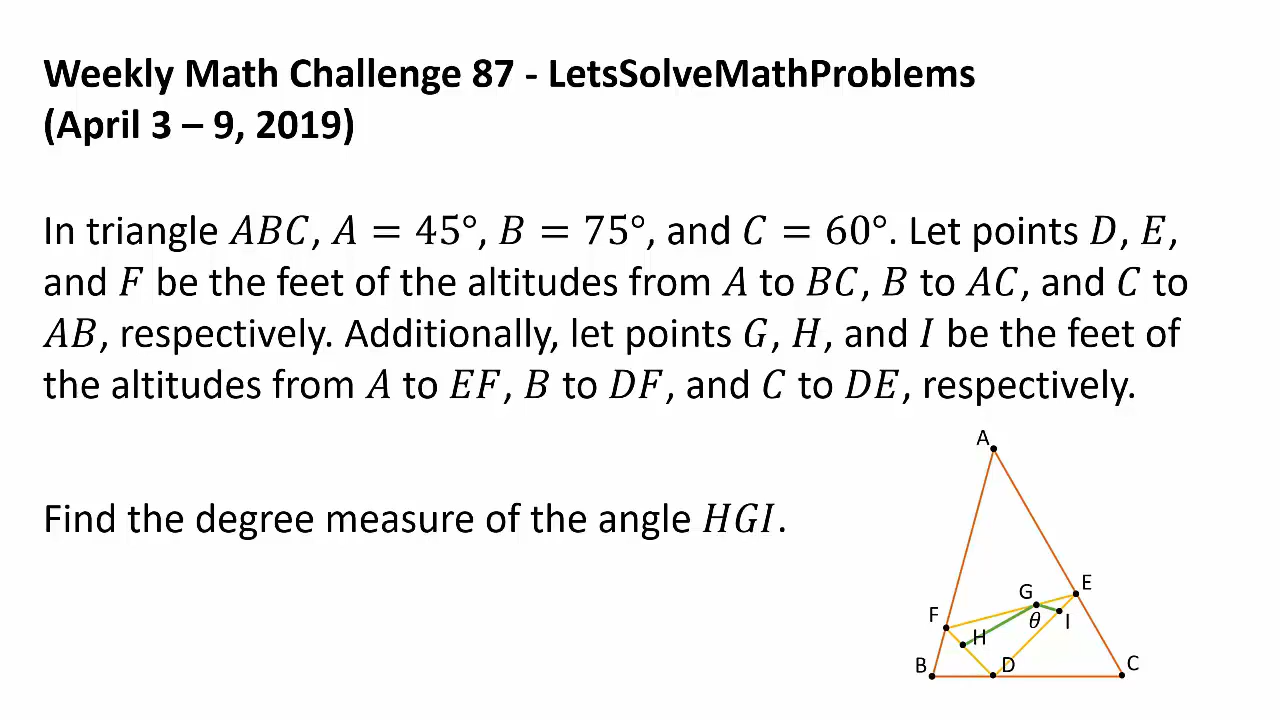 Weekly Math Challenge 87 - LetsSolveMathProblems
(April 3 – 9, 2019)
In triangle ABC, A = 45°, B = 75°, and C = 60°. Let points D, E,
and F be the feet of the altitudes from A to BC, B to AC, and C to
AB, respectively. Additionally, let points G, H, and I be the feet of
the altitudes from A to EF, B to DF, and C to DE, respectively.
Find the degree measure of the angle HGI.
A
E
G
F
θ
I
H
B
D
C